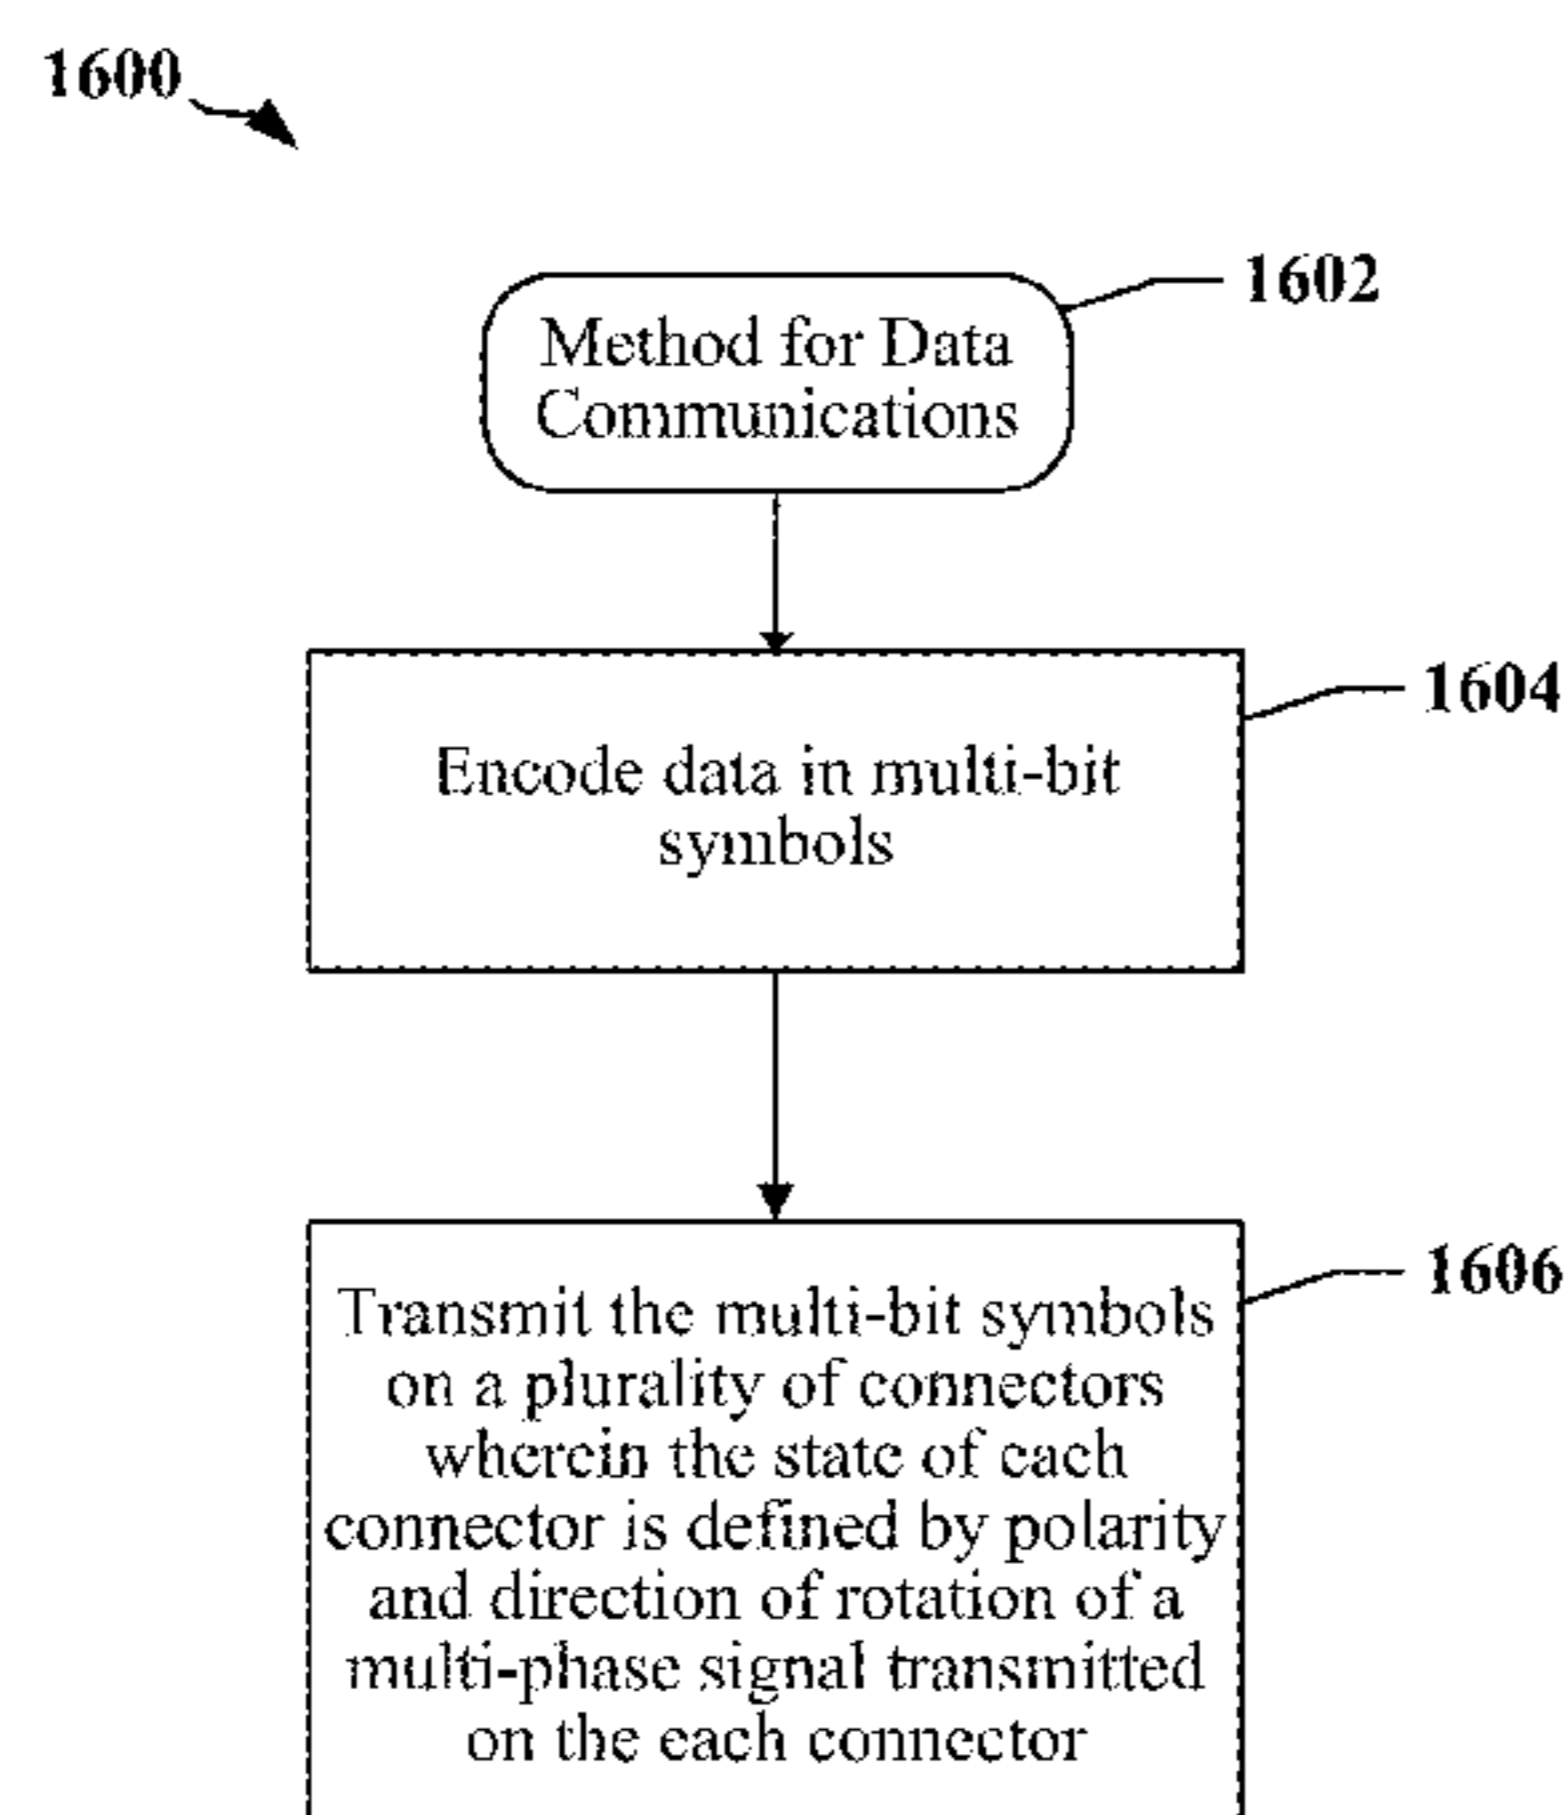 1600
1602
Method for Data
Communications
1604
Encode data in multi-bit
symbols
1606
Transmit the multi-bit symbols
on a plurality of connectors
wherein the state of each
connector is defined by polarity
and direction of rotation of a
multi-phase signal transmitted
on the each connector